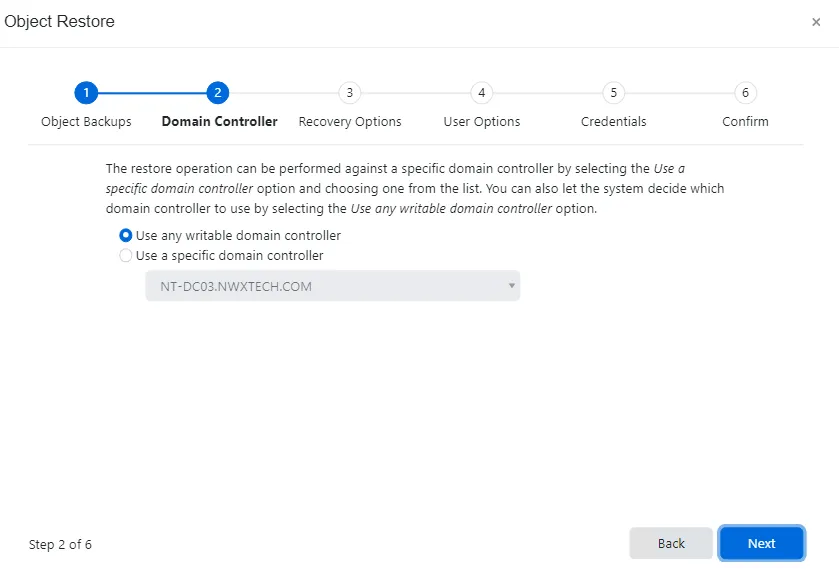 Object Restore
×
1 2 3 4 5 6
Object Backups Domain Controller Recovery Options User Options Credentials Confirm
The restore operation can be performed against a specific domain controller by selecting the Use a
specific domain controller option and choosing one from the list. You can also let the system decide which
domain controller to use by selecting the Use any writable domain controller option.
Use any writable domain controller
Use a specific domain controller
NT-DC03.NWXTECH.COM
Step 2 of 6
Back
Next